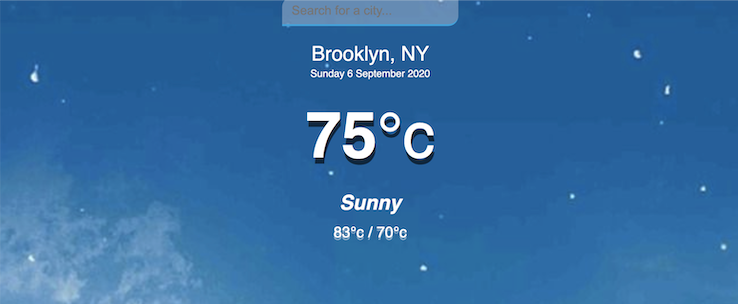 Search for a city...
Brooklyn, NY
Sunday 6 September 2020
75°c
Sunny
83°c / 70°c